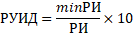 РУИД = minРИ / РИ × 10